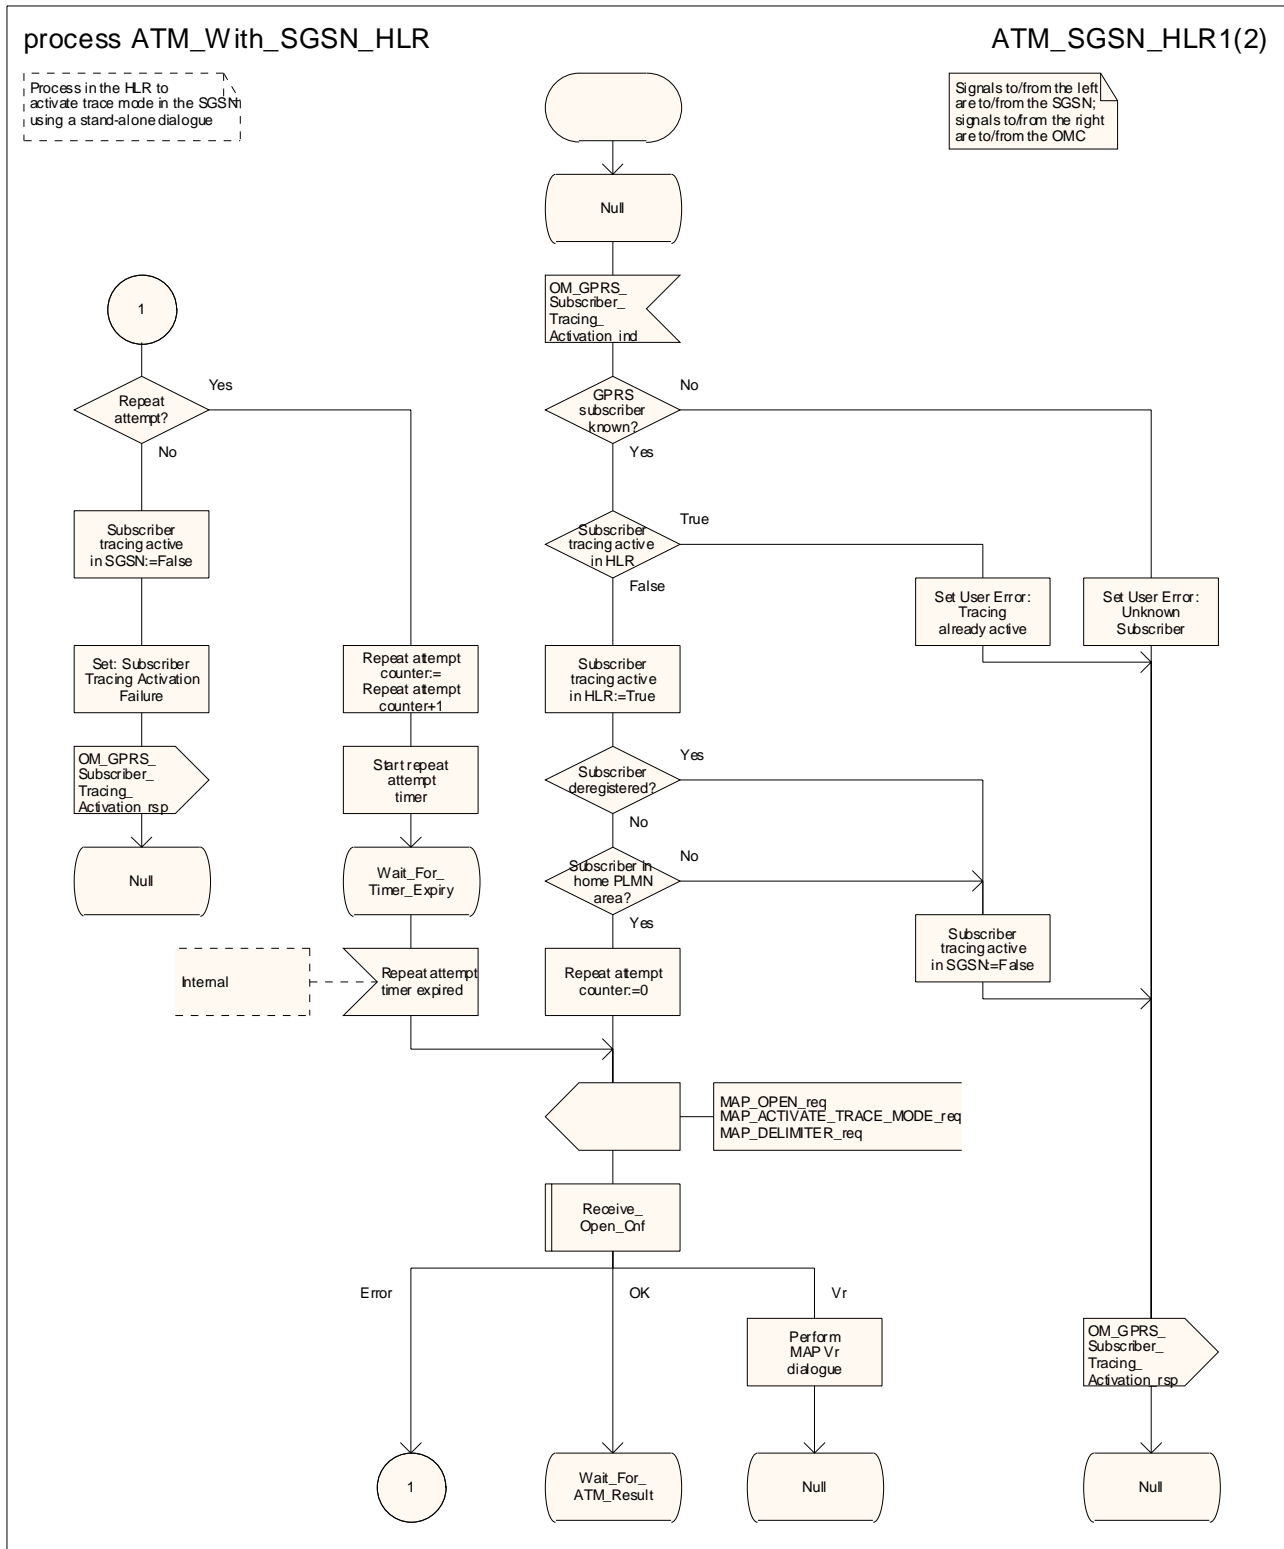 process ATM_With_SGSN_HLR
ATM_SGSN_HLR1(2)
Process in the HLR to
activate trace mode in the SGSN
using a stand-alone dialogue
Signals to/from the left
are to/from the SGSN;
signals to/from the right
are to/from the OMC
Null
OM_GPRS_
Subscriber_
Tracing_
Activation_ind
1
Repeat
attempt?
Yes
No
GPRS
subscriber
known?
No
Yes
Subscriber
tracing active
in SGSN:=False
Subscriber
tracing active
in HLR
True
False
Set User Error:
Tracing
already active
Set User Error:
Unknown
Subscriber
Set: Subscriber
Tracing Activation
Failure
Repeat attempt
counter:=
Repeat attempt
counter+1
Subscriber
tracing active
in HLR:=True
OM_GPRS_
Subscriber_
Tracing_
Activation_rsp
Start repeat
attempt
timer
Subscriber
deregistered?
Yes
No
Null
Wait_For_
Timer_Expiry
Subscriber in
home PLMN
area?
No
Yes
Subscriber
tracing active
in SGSN:=False
Internal
Repeat attempt
timer expired
Repeat attempt
counter:=0
MAP_OPEN_req
MAP_ACTIVATE_TRACE_MODE_req
MAP_DELIMITER_req
Receive_
Open_Cnf
Error
OK
Vr
Perform
MAP Vr
dialogue
OM_GPRS_
Subscriber_
Tracing_
Activation_rsp
1
Wait_For_
ATM_Result
Null
Null